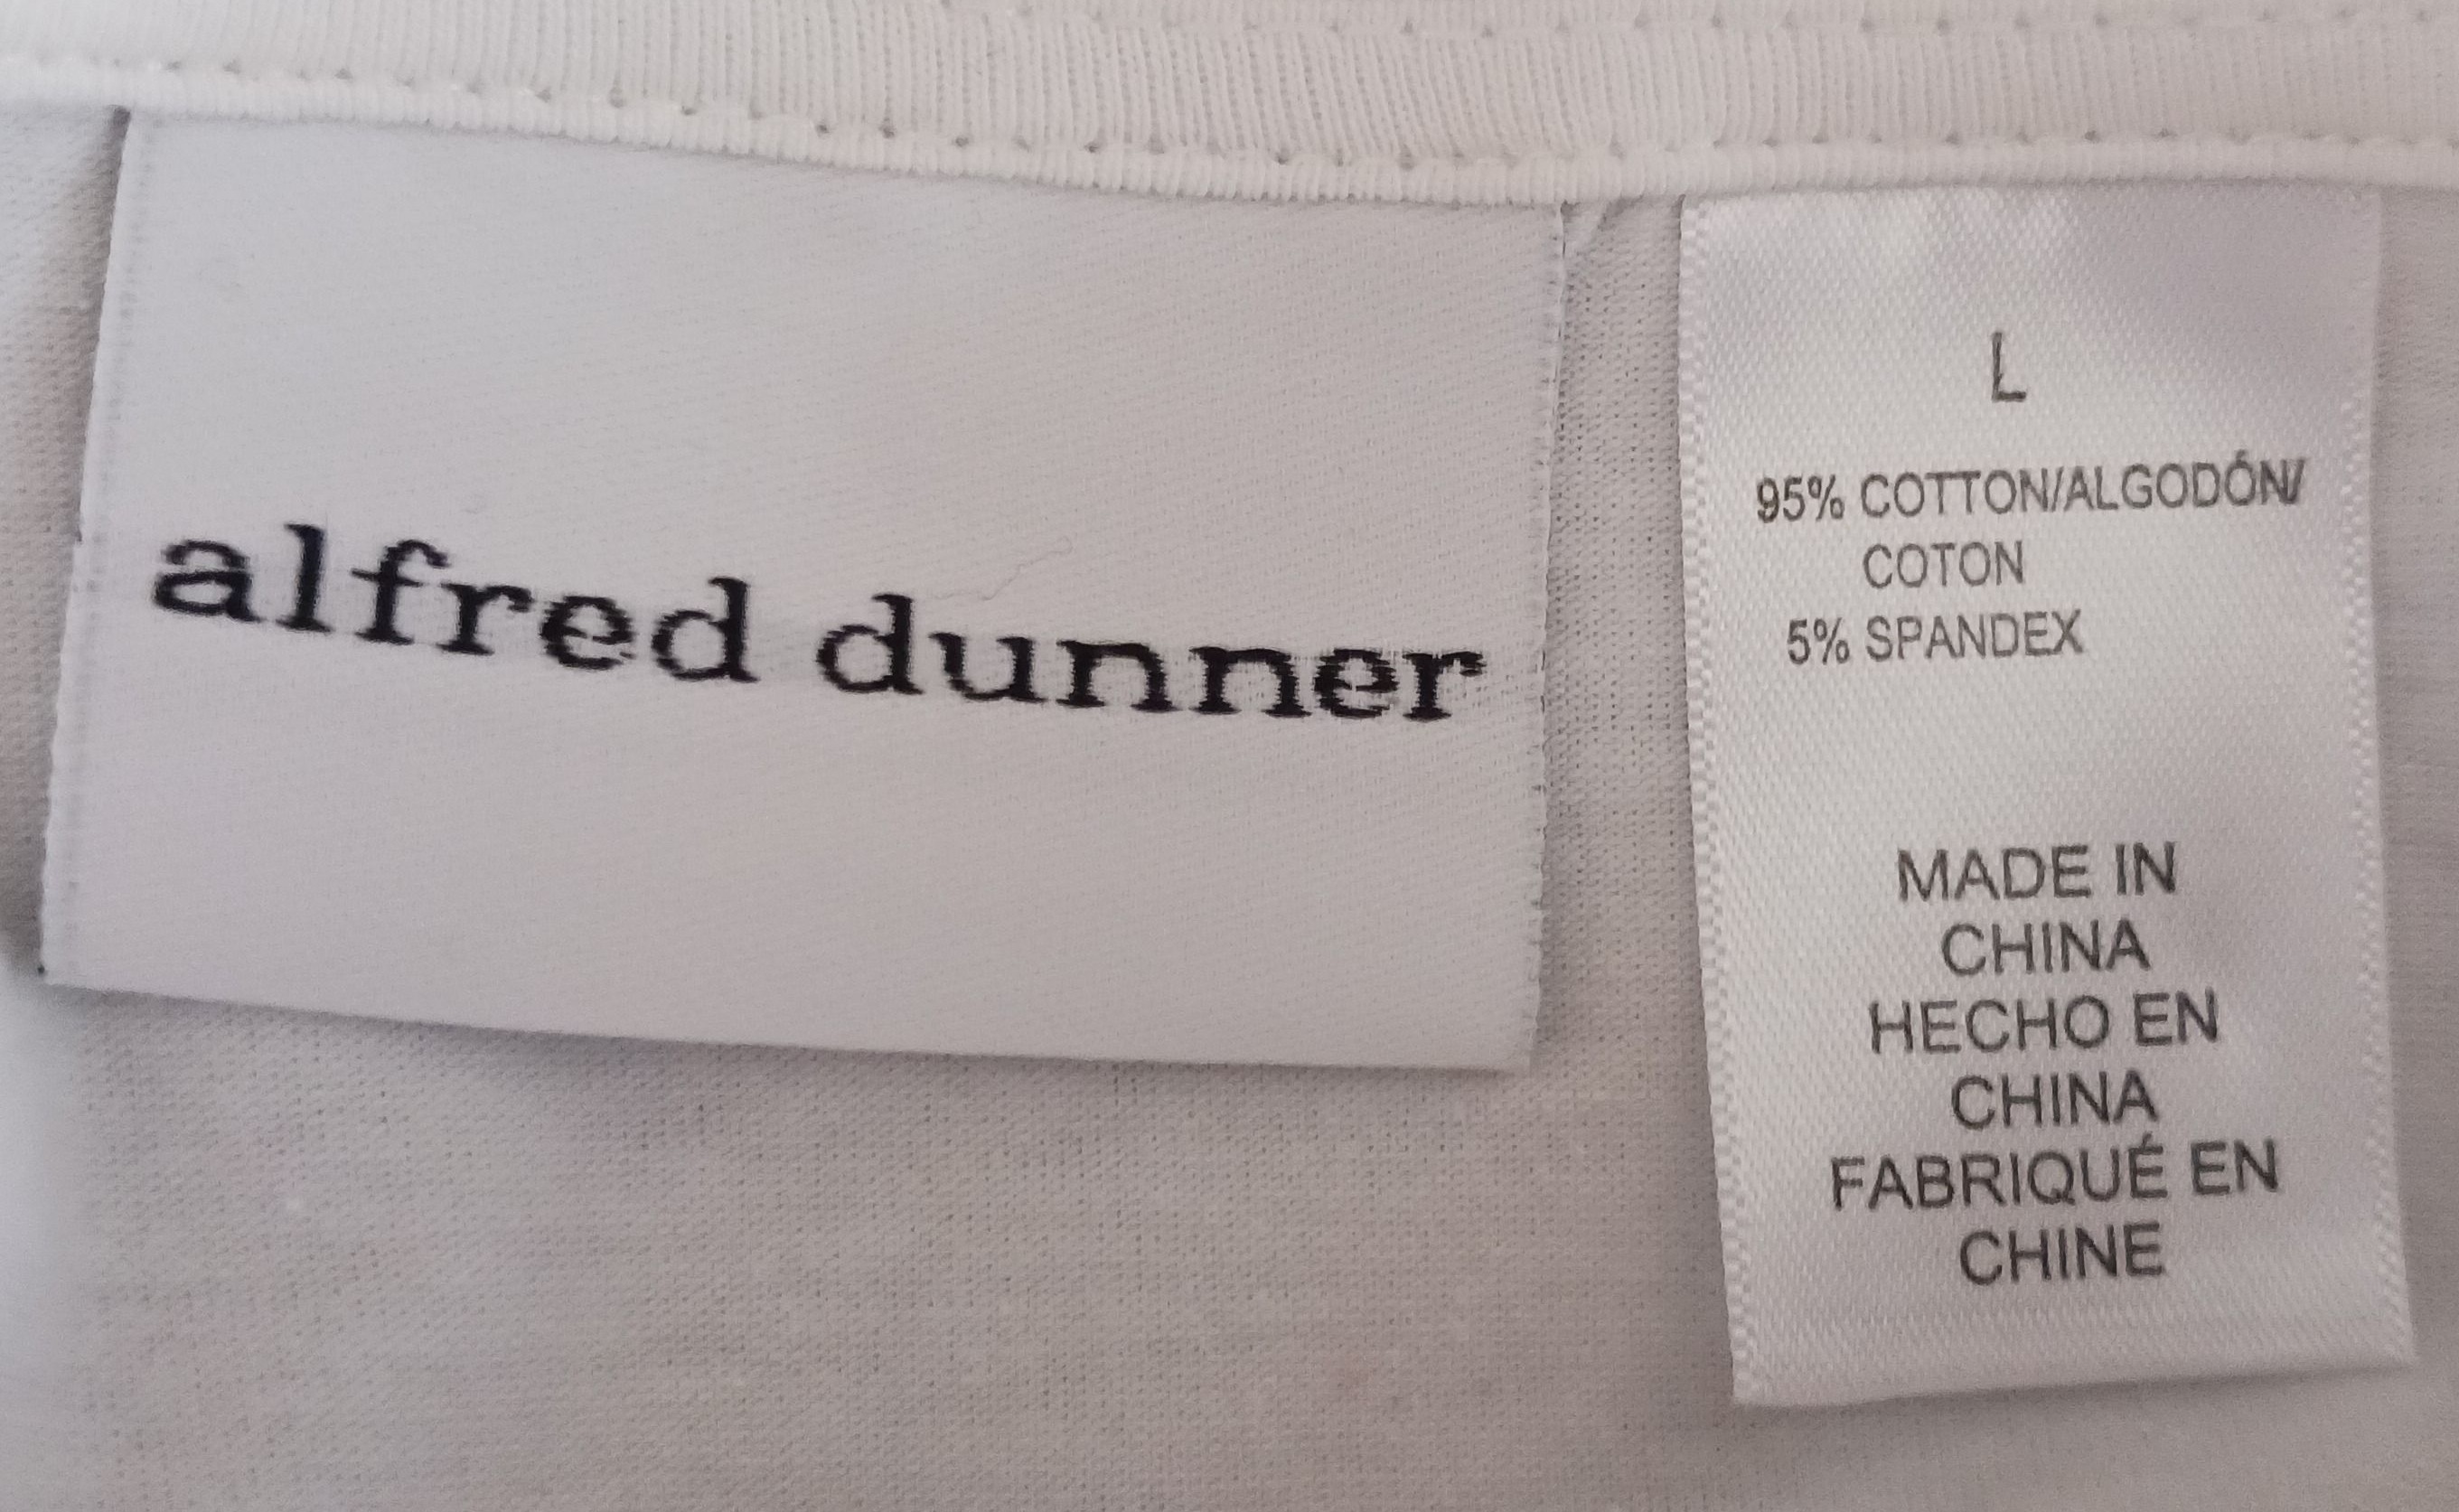 alfred dunner
L
95% COTTON/ALGODÓN/
COTON
5% SPANDEX
MADE IN
CHINA
HECHO EN
CHINA
FABRIQUÉ EN
CHINE